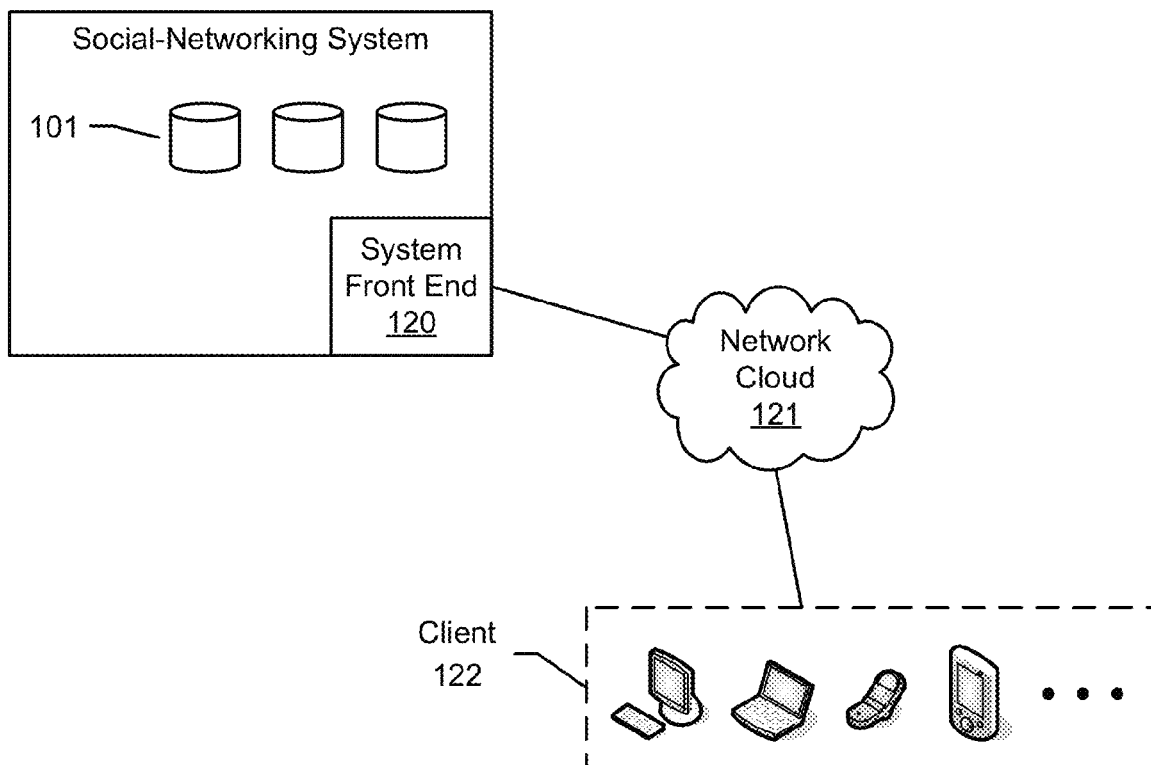 Social-Networking System
101
System
Front End
120
Network
Cloud
121
Client
122